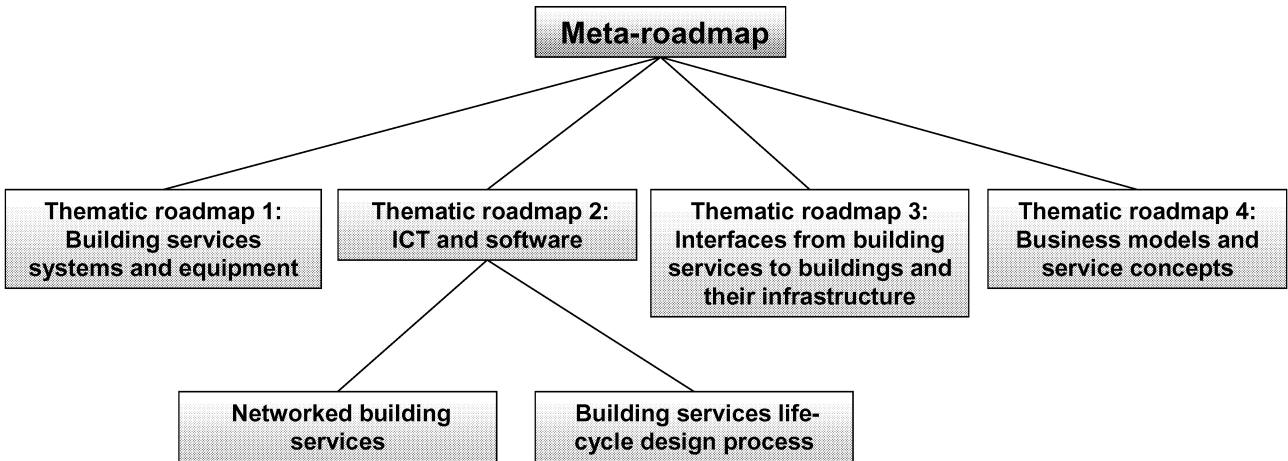 Meta-roadmap
Thematic roadmap 1:
Building services
systems and equipment
Thematic roadmap 2:
ICT and software
Thematic roadmap 3:
Interfaces from building
services to buildings and
their infrastructure
Thematic roadmap 4:
Business models and
service concepts
Networked building
services
Building services life-
cycle design process